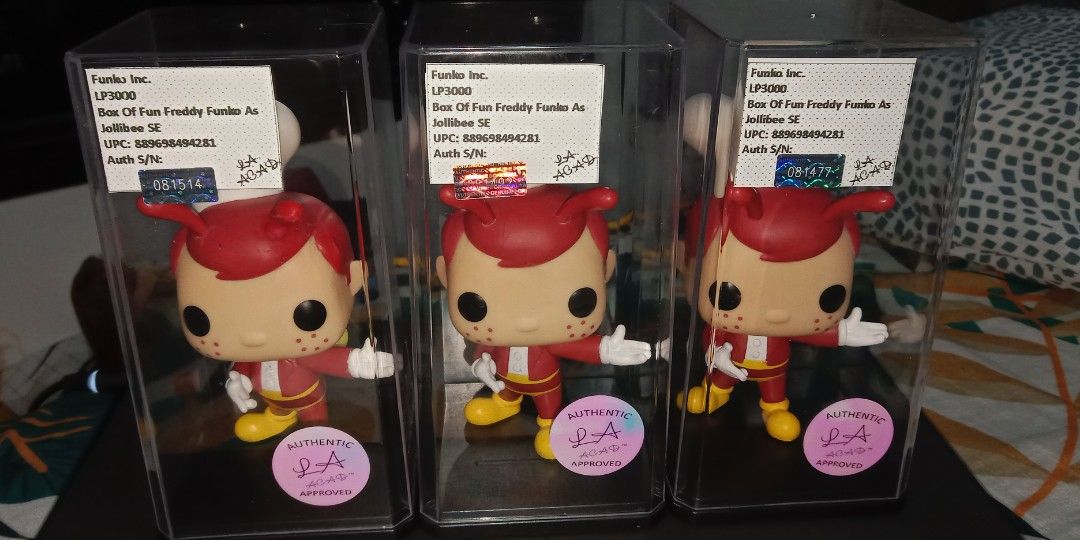 Funko Inc.
LP3000
Box Of Fun Freddy Funko As
Jollibee SE
UPC: 889698494281
Auth S/N:
LA
ACAD
081514
AUTHENTIC
LA
ACAD™
APPROVED
Funko Inc.
LP3000
Box Of Fun Freddy Funko As
Jollibee SE
UPC: 889698494281
Auth S/N:
LA
ACAD
AUTHENTIC
LA
ACAD™
APPROVED
Funko Inc.
LP3000
Box Of Fun Freddy Funko As
Jollibee SE
UPC: 889698494281
Auth S/N:
LA
ACAD
081477
AUTHENTIC
LA
ACAD™
APPROVED